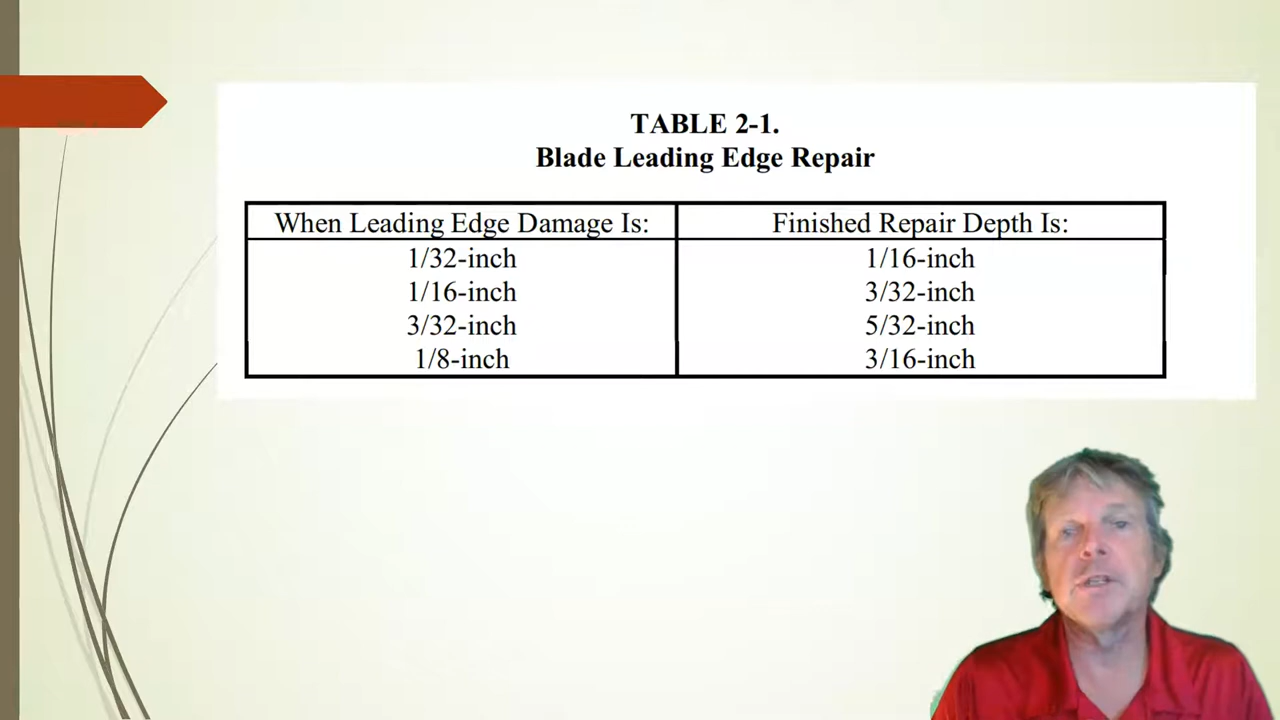 TABLE 2-1.
Blade Leading Edge Repair
When Leading Edge Damage Is: Finished Repair Depth Is:
1/32-inch 1/16-inch
1/16-inch 3/32-inch
3/32-inch 5/32-inch
1/8-inch 3/16-inch